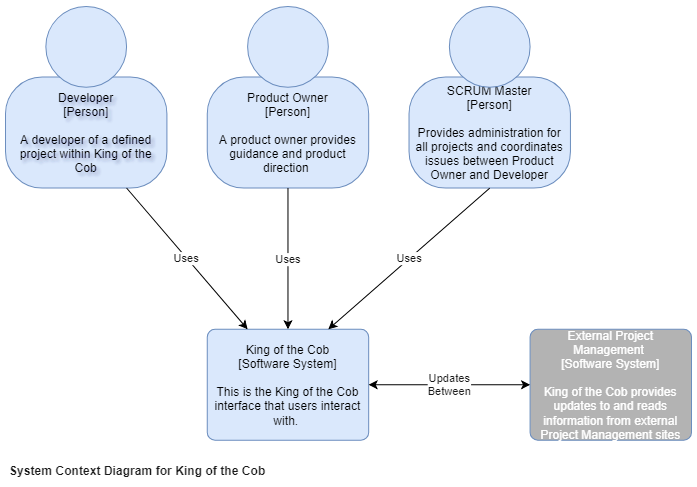 Developer
[Person]
A developer of a defined
project within King of the
Cob
Product Owner
[Person]
A product owner provides
guidance and product
direction
SCRUM Master
[Person]
Provides administration for
all projects and coordinates
issues between Product
Owner and Developer
Uses
Uses
Uses
King of the Cob
[Software System]
This is the King of the Cob
interface that users interact
with.
Updates
Between
External Project
Management
[Software System]
King of the Cob provides
updates to and reads
information from external
Project Management sites
System Context Diagram for King of the Cob